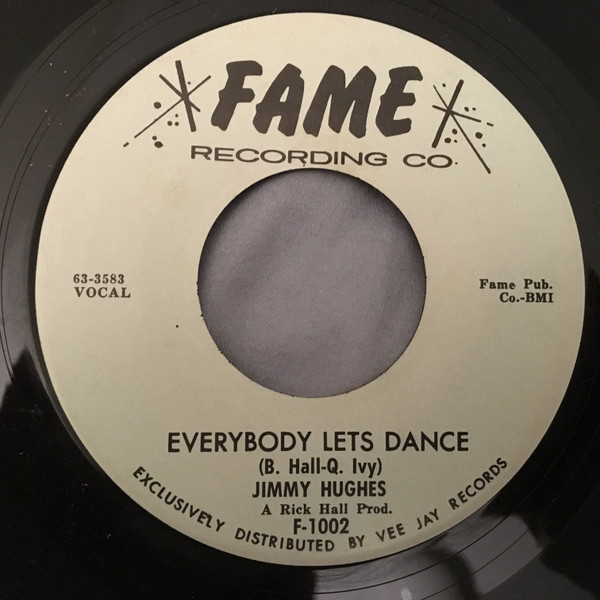 FAME
RECORDING CO.
63-3583
VOCAL
Fame Pub.
Co.-BMI
EVERYBODY LETS DANCE
(B. Hall-Q. Ivy)
JIMMY HUGHES
A Rick Hall Prod.
F-1002
EXCLUSIVELY DISTRIBUTED BY VEE JAY RECORDS